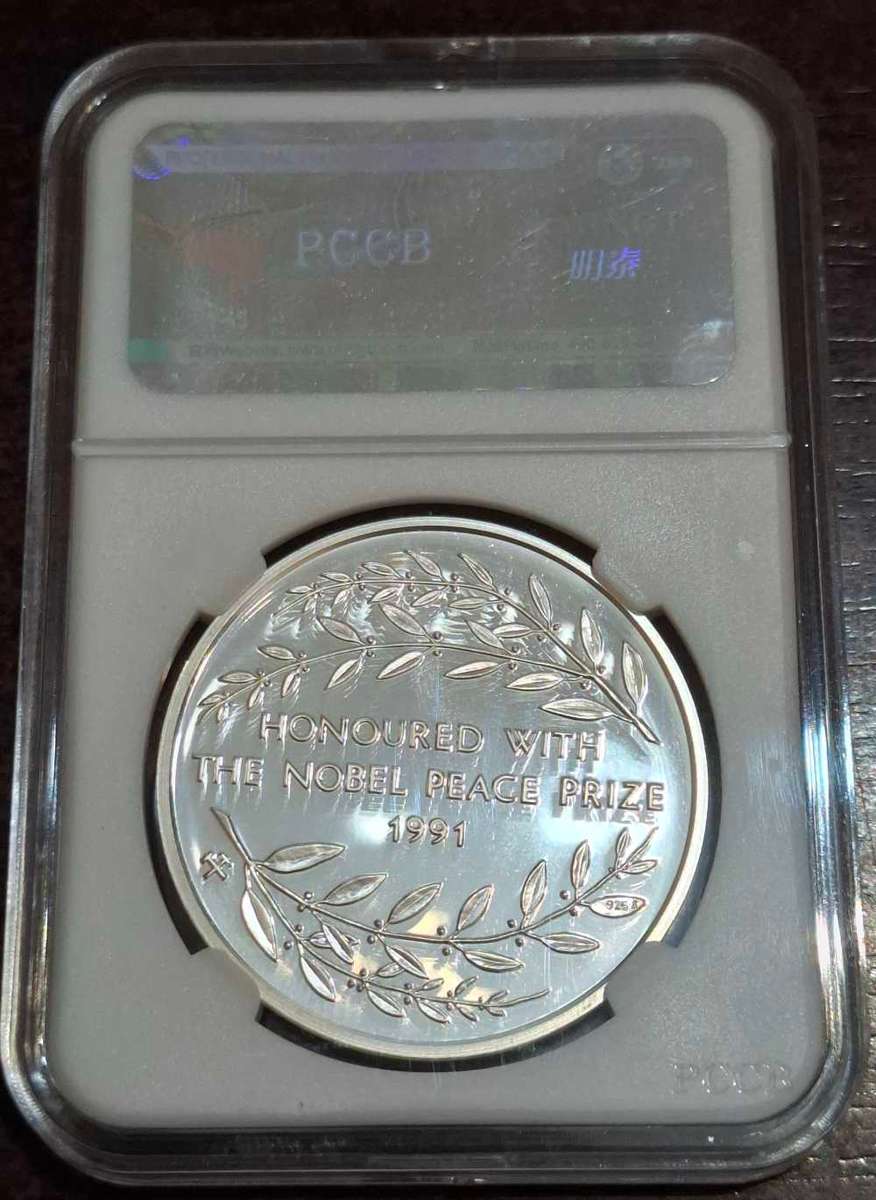 PCCB
明泰
HONOURED WITH
THE NOBEL PEACE PRIZE
1991
925
PCCB